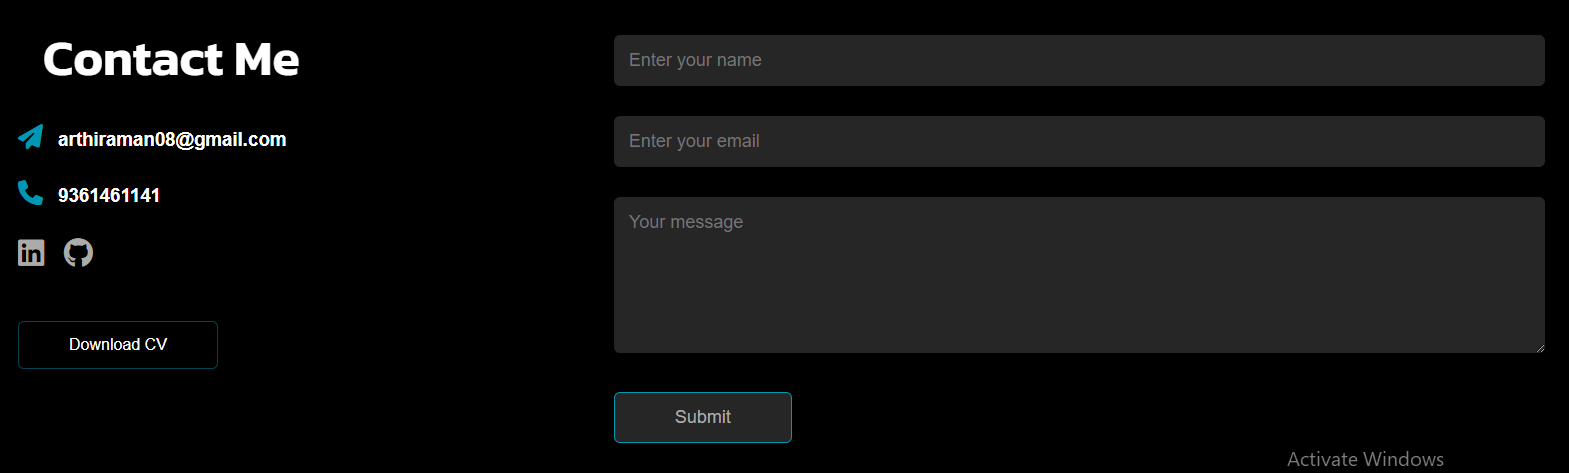 Contact Me
arthiraman08@gmail.com
9361461141
in
Download CV
Enter your name
Enter your email
Your message
Submit
Activate Windows